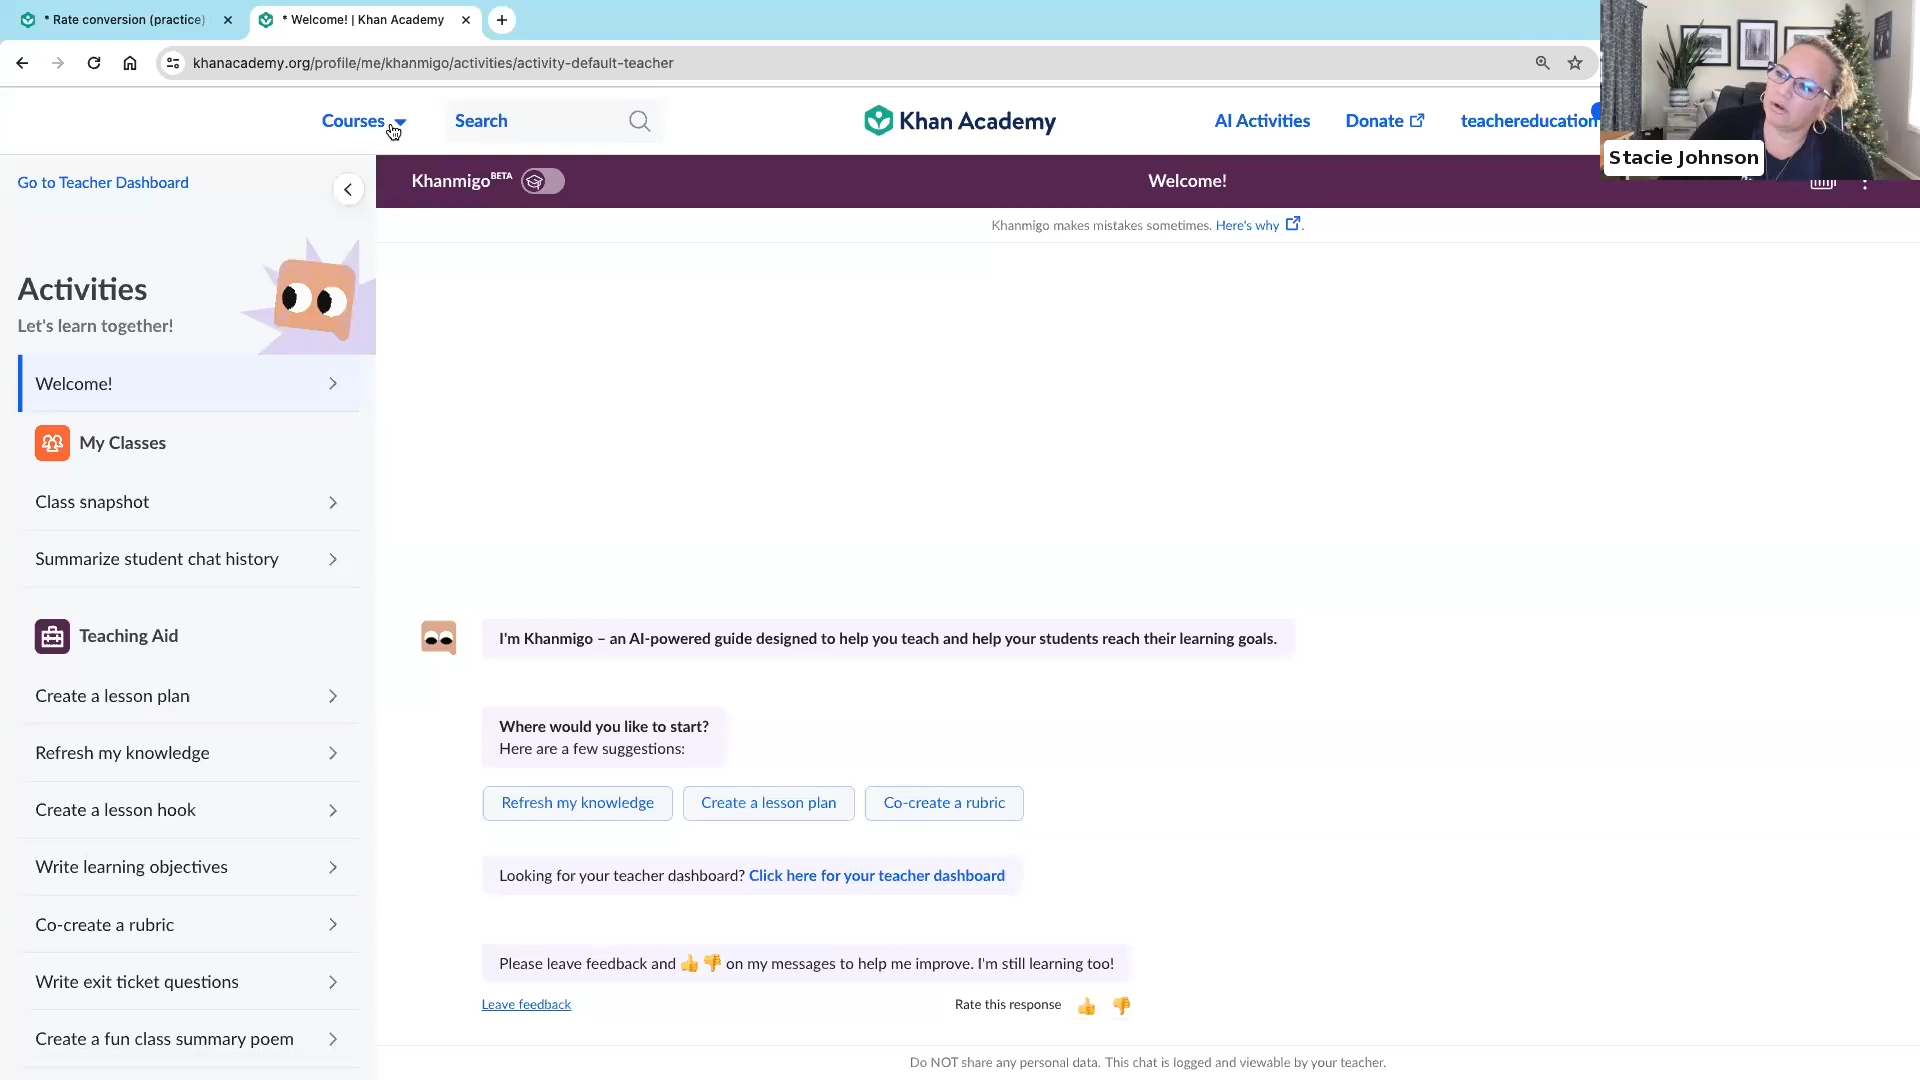 * Rate conversion (practice)
* Welcome! | Khan Academy
khanacademy.org/profile/me/khanmigo/activities/activity-default-teacher
Courses
Search
Khan Academy
AI Activities
Donate
teachereducation
Stacie Johnson
Go to Teacher Dashboard
Khanmigo BETA
Welcome!
Khanmigo makes mistakes sometimes. Here's why.
Activities
Let's learn together!
Welcome!
My Classes
Class snapshot
Summarize student chat history
Teaching Aid
Create a lesson plan
Refresh my knowledge
Create a lesson hook
Write learning objectives
Co-create a rubric
Write exit ticket questions
Create a fun class summary poem
I'm Khanmigo – an AI-powered guide designed to help you teach and help your students reach their learning goals.
Where would you like to start?
Here are a few suggestions:
Refresh my knowledge
Create a lesson plan
Co-create a rubric
Looking for your teacher dashboard? Click here for your teacher dashboard
Please leave feedback and 👍 👎 on my messages to help me improve. I'm still learning too!
Leave feedback
Rate this response 👍 👎
Do NOT share any personal data. This chat is logged and viewable by your teacher.